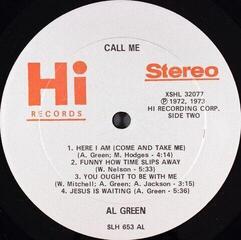 CALL ME
Hi
RECORDS
Stereo
XSHL 32077
℗ 1972, 1973
HI RECORDING CORP.
SIDE TWO
1. HERE I AM (COME AND TAKE ME)
(A. Green; M. Hodges - 4:14)
2. FUNNY HOW TIME SLIPS AWAY
(W. Nelson - 5:33)
3. YOU OUGHT TO BE WITH ME
(W. Mitchell; A. Green; A. Jackson - 3:15)
4. JESUS IS WAITING (A. Green - 5:36)
AL GREEN
SLH 653 AL